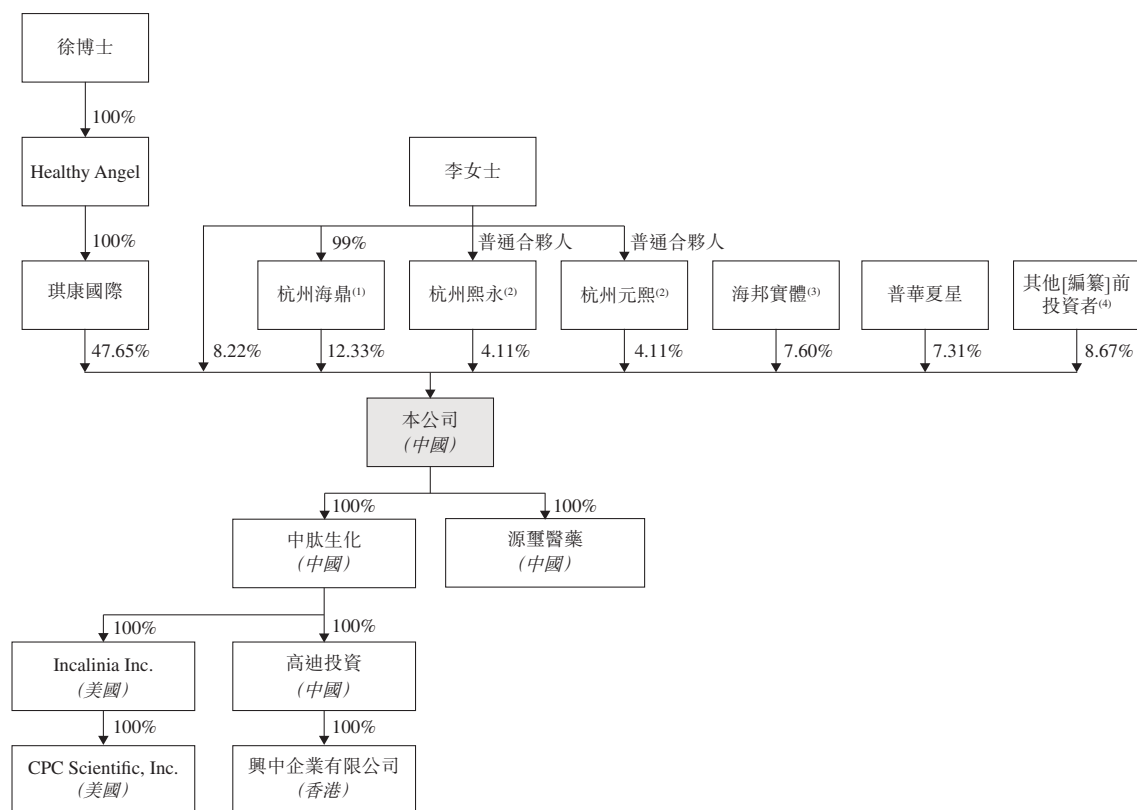 徐博士
100%
Healthy Angel
李女士
100%
99%
普通合夥人
普通合夥人
琪康國際
杭州海鼎(1)
杭州熙永(2)
杭州元熙(2)
海邦實體(3)
普華夏星
其他[編纂]前
投資者(4)
47.65%
8.22%
12.33%
4.11%
4.11%
7.60%
7.31%
8.67%
本公司
(中國)
100%
100%
中肽生化
(中國)
源璽醫藥
(中國)
100%
100%
Incalinia Inc.
(美國)
高迪投資
(中國)
100%
100%
CPC Scientific, Inc.
(美國)
興中企業有限公司
(香港)